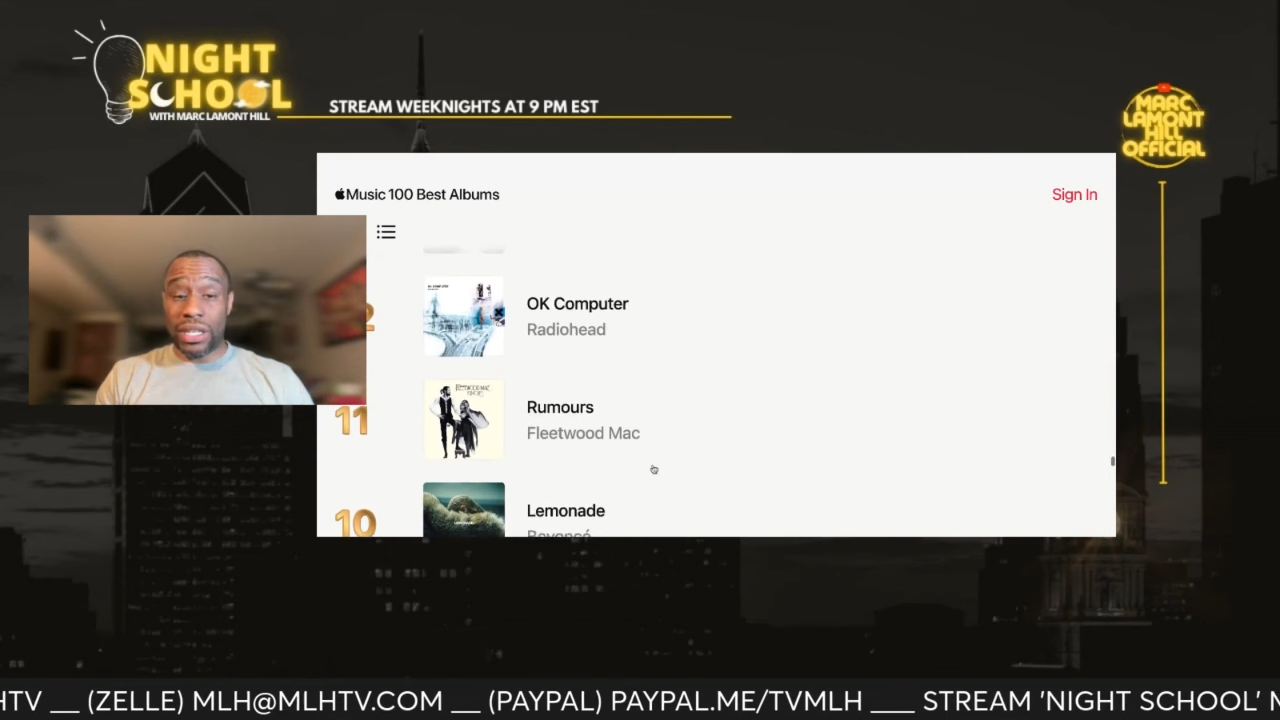 NIGHT
SCHOOL
WITH MARC LAMONT HILL
STREAM WEEKNIGHTS AT 9 PM EST
MARC
LAMONT
HILL
OFFICIAL
Music 100 Best Albums
Sign In
OK Computer
Radiohead
11
Rumours
Fleetwood Mac
10
LEMONADE
Lemonade
Beyoncé
HTV __ (ZELLE) MLH@MLHTV.COM __ (PAYPAL) PAYPAL.ME/TVMLH ___ STREAM 'NIGHT SCHOOL'